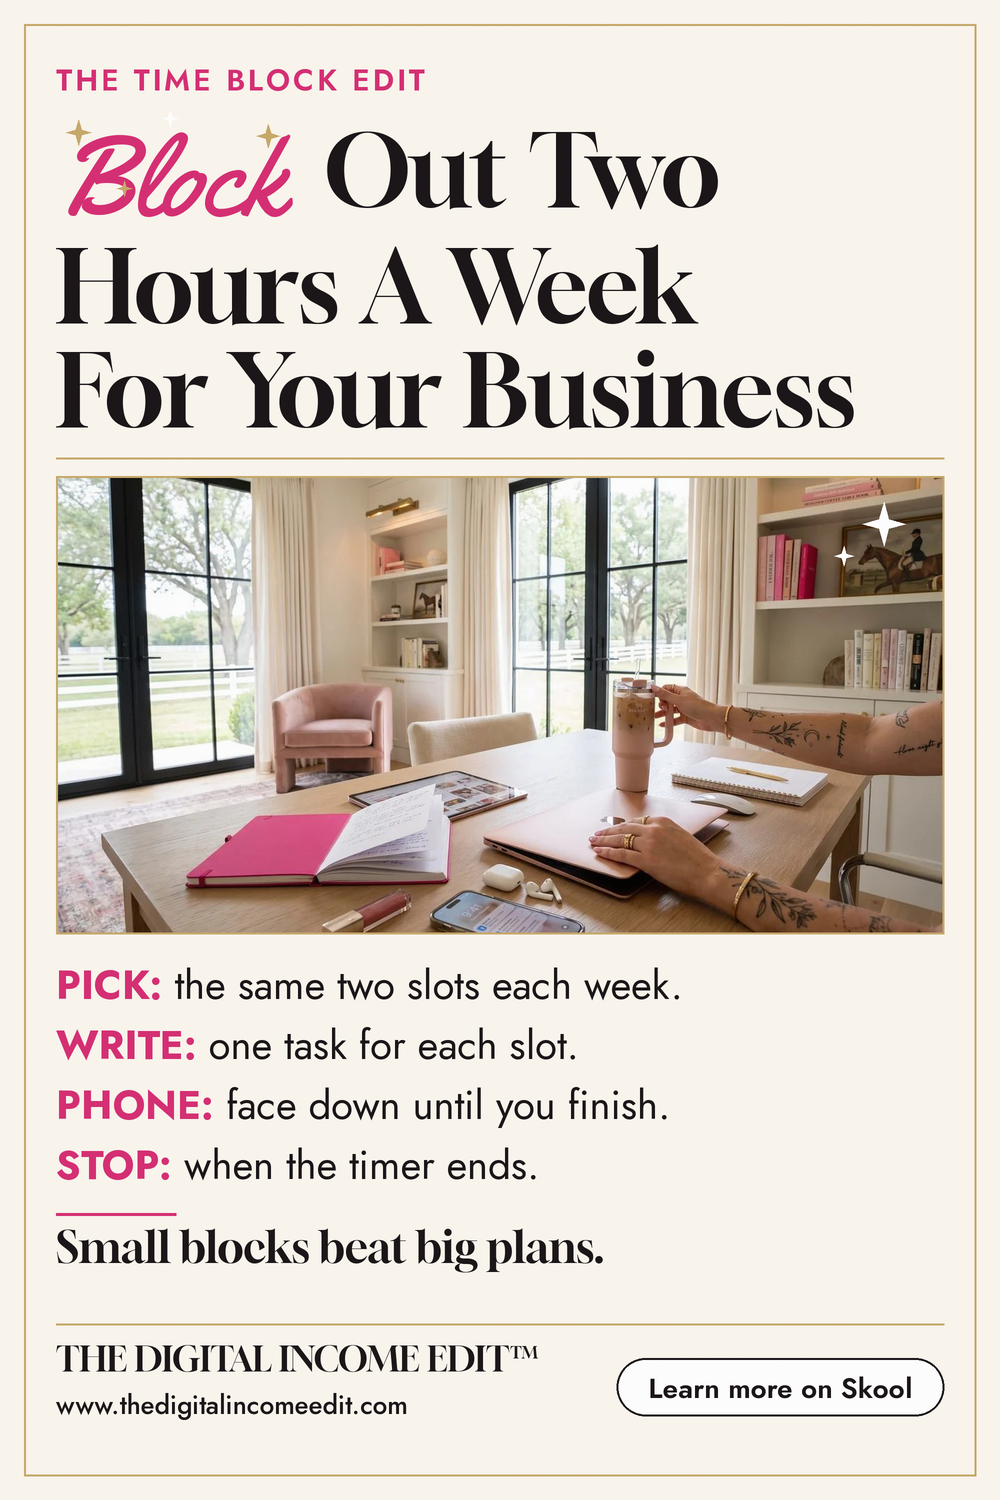 THE TIME BLOCK EDIT
Block Out Two
Hours A Week
For Your Business
PICK: the same two slots each week.
WRITE: one task for each slot.
PHONE: face down until you finish.
STOP: when the timer ends.
Small blocks beat big plans.
THE DIGITAL INCOME EDIT™
www.thedigitalincomeedit.com
Learn more on Skool